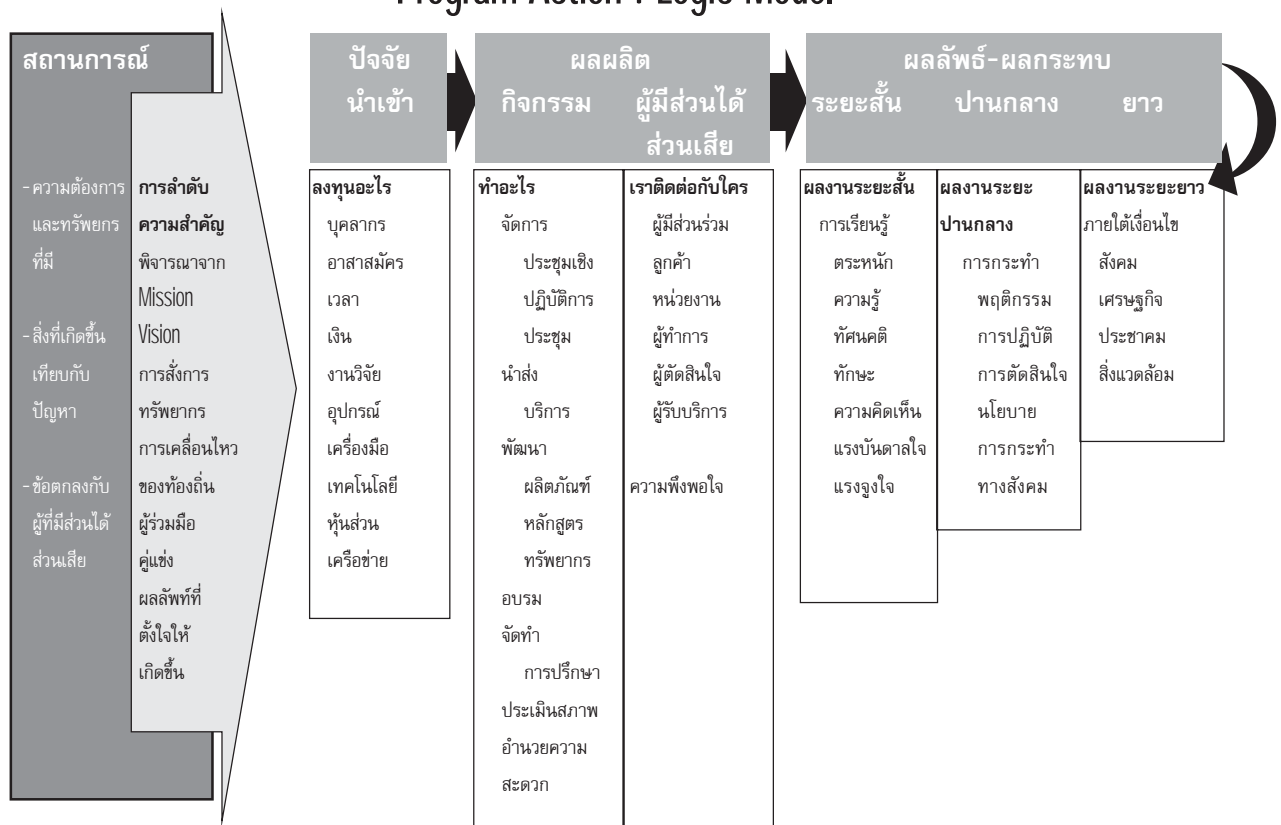 Program Action : Logic Model
สถานการณ์
-ความต้องการ
และทรัพยกร
ที่มี
-สิ่งที่เกิดขึ้น
เทียบกับ
ปัญหา
-ข้อตกลงกับ
ผู้ที่มีส่วนได้
ส่วนเสีย
การลำดับ
ความสำคัญ
พิจารณาจาก
Mission
Vision
การสั่งการ
ทรัพยากร
การเคลื่อนไหว
ของท้องถิ่น
ผู้ร่วมมือ
คู่แข่ง
ผลลัพท์ที่
ตั้งใจให้
เกิดขึ้น
ปัจจัย
นำเข้า
ลงทุนอะไร
บุคลากร
อาสาสมัคร
เวลา
เงิน
งานวิจัย
อุปกรณ์
เครื่องมือ
เทคโนโลยี
หุ้นส่วน
เครือข่าย
ผลผลิต
กิจกรรม
ทำอะไร
จัดการ
ประชุมเชิง
ปฏิบัติการ
ประชุม
นำส่ง
บริการ
พัฒนา
ผลิตภัณฑ์
หลักสูตร
ทรัพยากร
อบรม
จัดทำ
การปรึกษา
ประเมินสภาพ
อำนวยความ
สะดวก
ผู้มีส่วนได้
ส่วนเสีย
เราติดต่อกับใคร
ผู้มีส่วนร่วม
ลูกค้า
หน่วยงาน
ผู้ทำการ
ผู้ตัดสินใจ
ผู้รับบริการ
ความพึงพอใจ
ผลลัพธ์-ผลกระทบ
ระยะสั้น
ผลงานระยะสั้น
การเรียนรู้
ตระหนัก
ความรู้
ทัศนคติ
ทักษะ
ความคิดเห็น
แรงบันดาลใจ
แรงจูงใจ
ปานกลาง
ผลงานระยะ
ปานกลาง
การกระทำ
พฤติกรรม
การปฏิบัติ
การตัดสินใจ
นโยบาย
การกระทำ
ทางสังคม
ยาว
ผลงานระยะยาว
ภายใต้เงื่อนไข
สังคม
เศรษฐกิจ
ประชาคม
สิ่งแวดล้อม